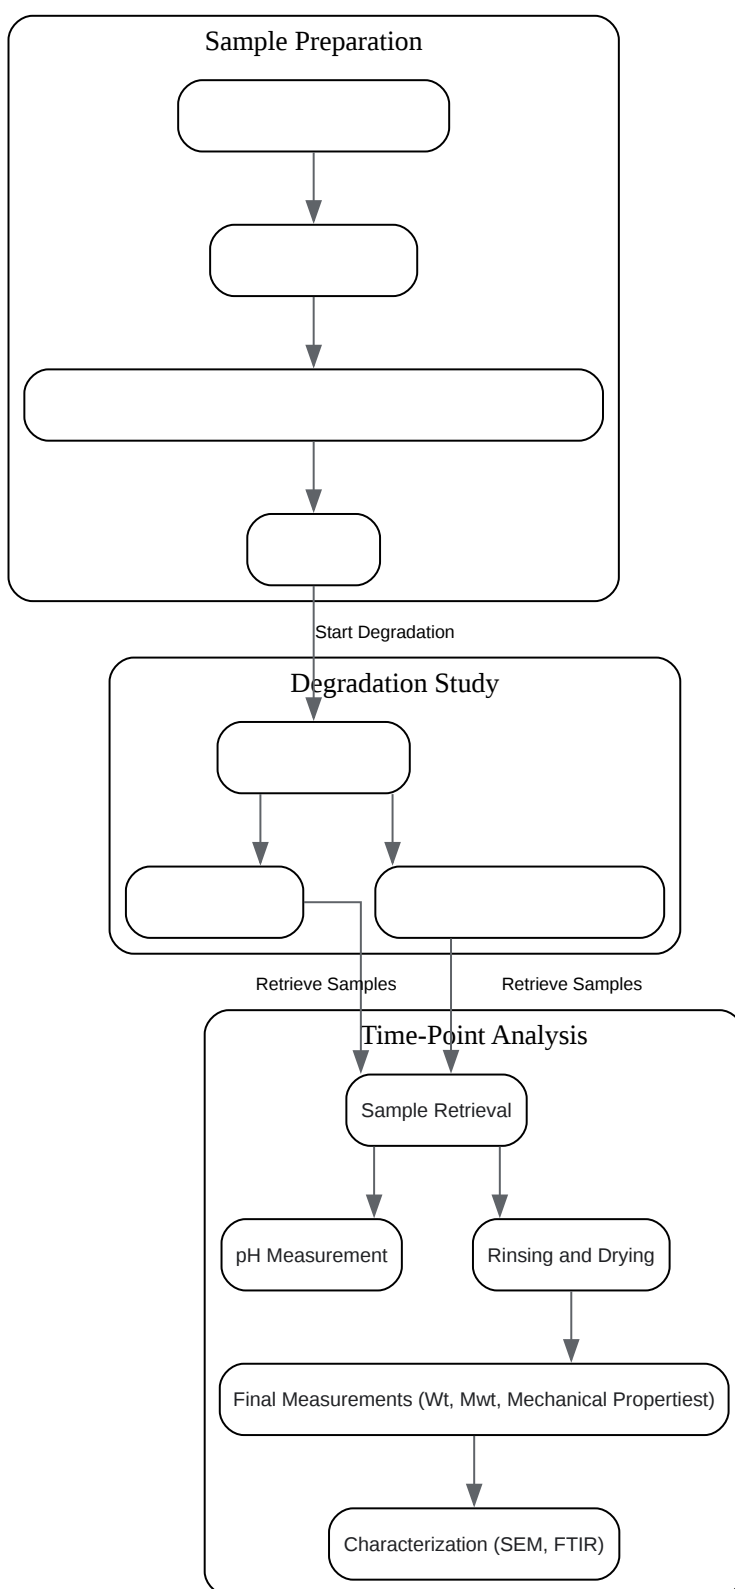 Sample Preparation
Start Degradation
Degradation Study
Retrieve Samples
Retrieve Samples
Time-Point Analysis
Sample Retrieval
pH Measurement
Rinsing and Drying
Final Measurements (Wt, Mwt, Mechanical Propertiest)
Characterization (SEM, FTIR)